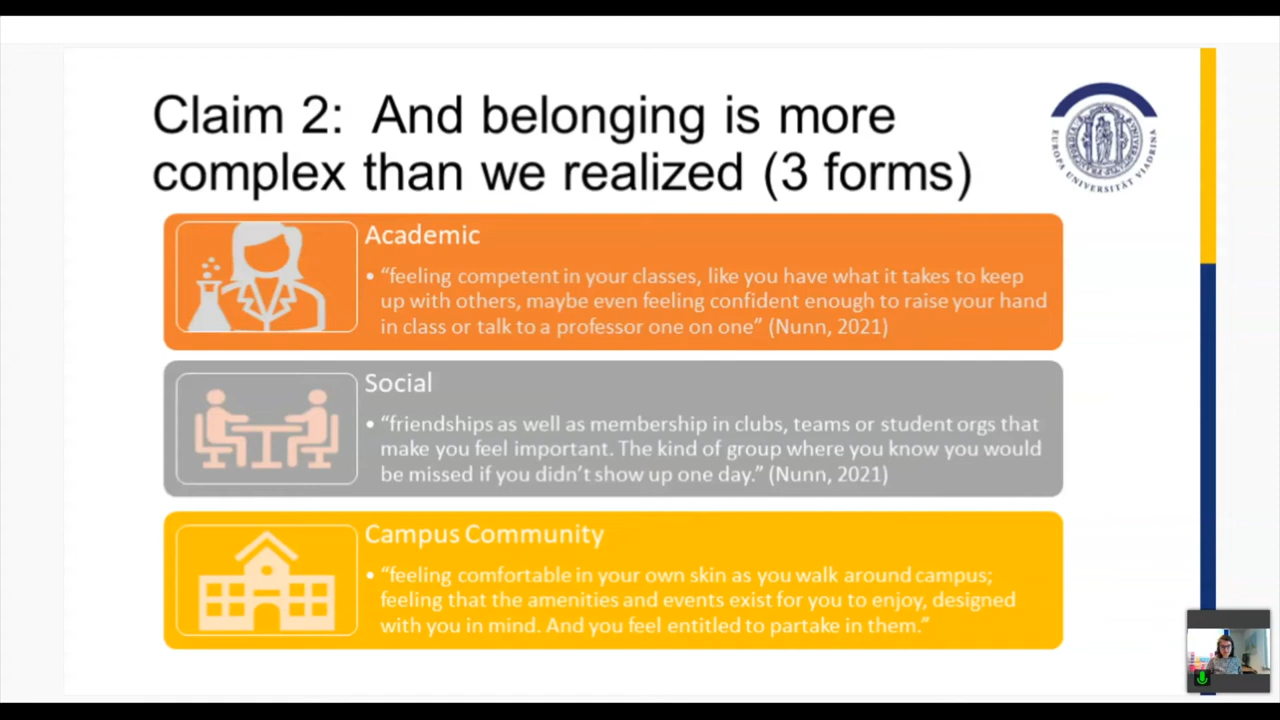 Claim 2:  And belonging is more
complex than we realized (3 forms)
EUROPA UNIVERSITÄT VIADRINA
Academic
• “feeling competent in your classes, like you have what it takes to keep
up with others, maybe even feeling confident enough to raise your hand
in class or talk to a professor one on one” (Nunn, 2021)
Social
• “friendships as well as membership in clubs, teams or student orgs that
make you feel important. The kind of group where you know you would
be missed if you didn’t show up one day.” (Nunn, 2021)
Campus Community
• “feeling comfortable in your own skin as you walk around campus;
feeling that the amenities and events exist for you to enjoy, designed
with you in mind. And you feel entitled to partake in them.”